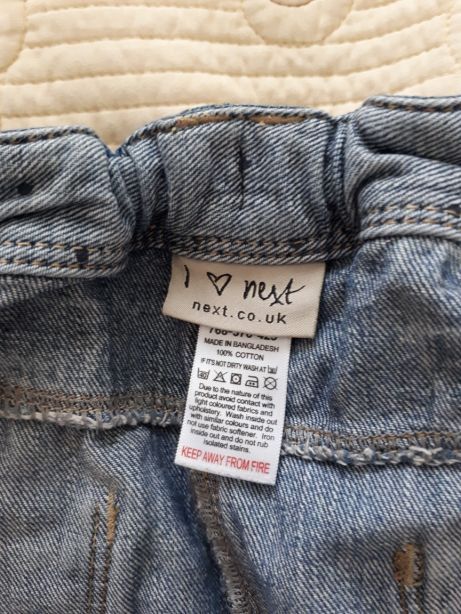 I ♡ next
next.co.uk
MADE IN BANGLADESH
100% COTTON
IF IT'S NOT DIRTY WASH AT
Due to the nature of this
product avoid contact with
light coloured fabrics and
upholstery. Wash inside out
with similar colours and do
not use fabric softener. Iron
inside out and do not rub
isolated stains.
KEEP AWAY FROM FIRE